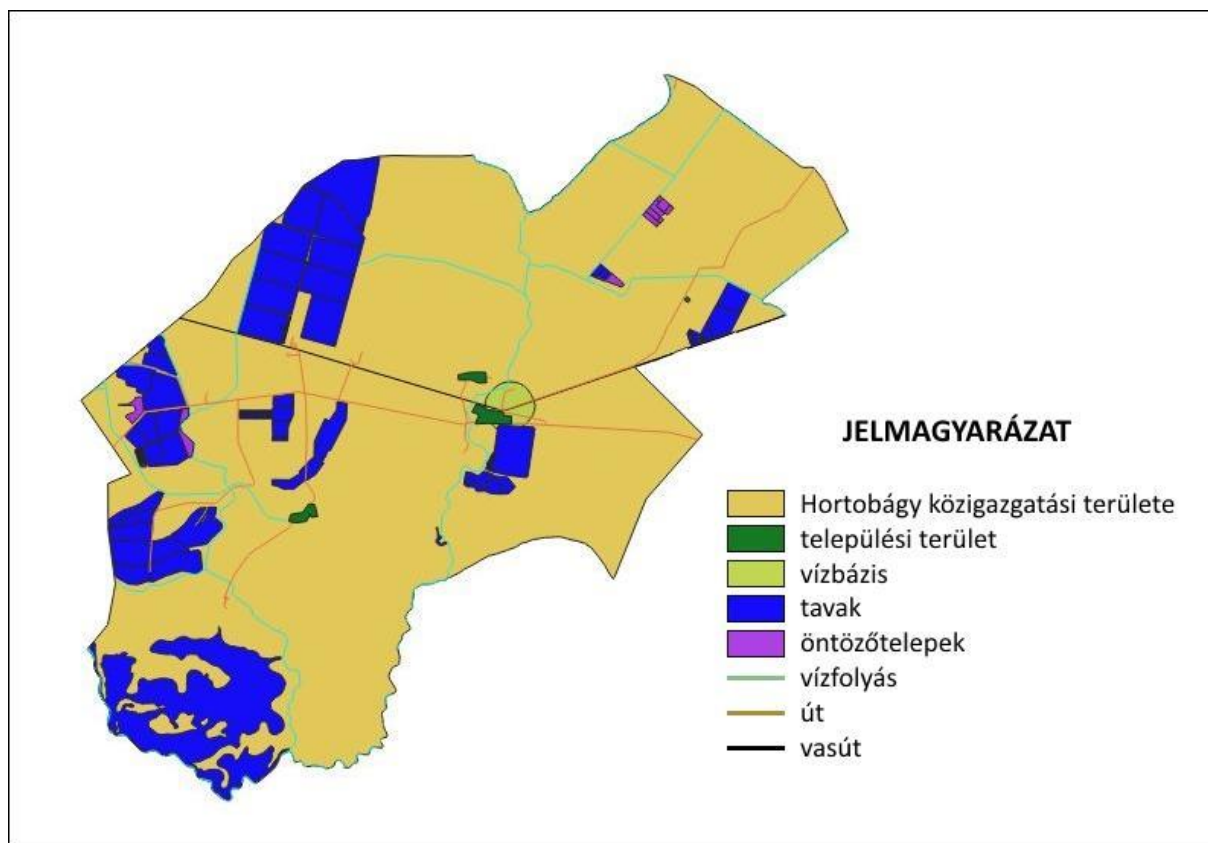 JELMAGYARÁZAT
Hortobágy közigazgatási területe
települési terület
vízbázis
tavak
öntözőtelepek
vízfolyás
út
vasút